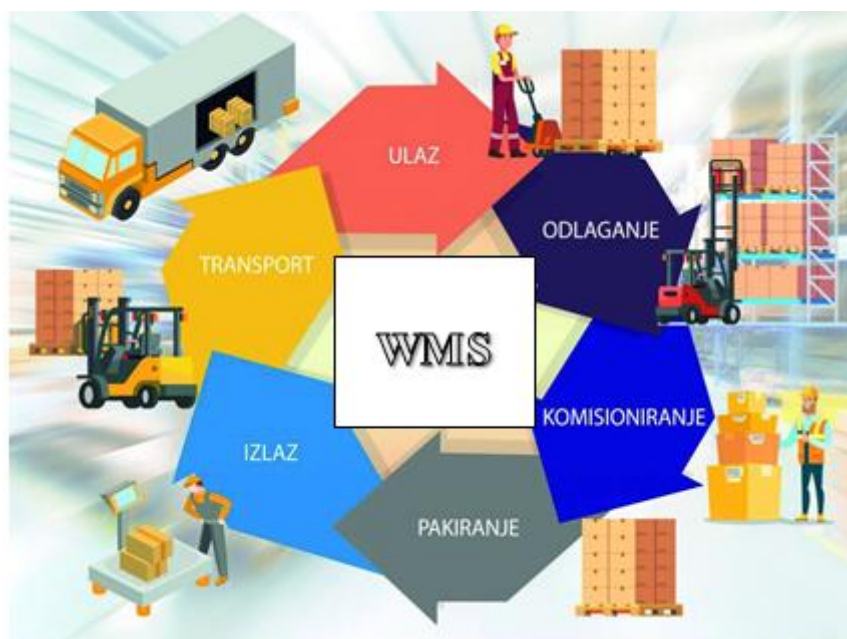 ULAZ
ODLAGANJE
TRANSPORT
WMS
KOMISIONIRANJE
IZLAZ
PAKIRANJE